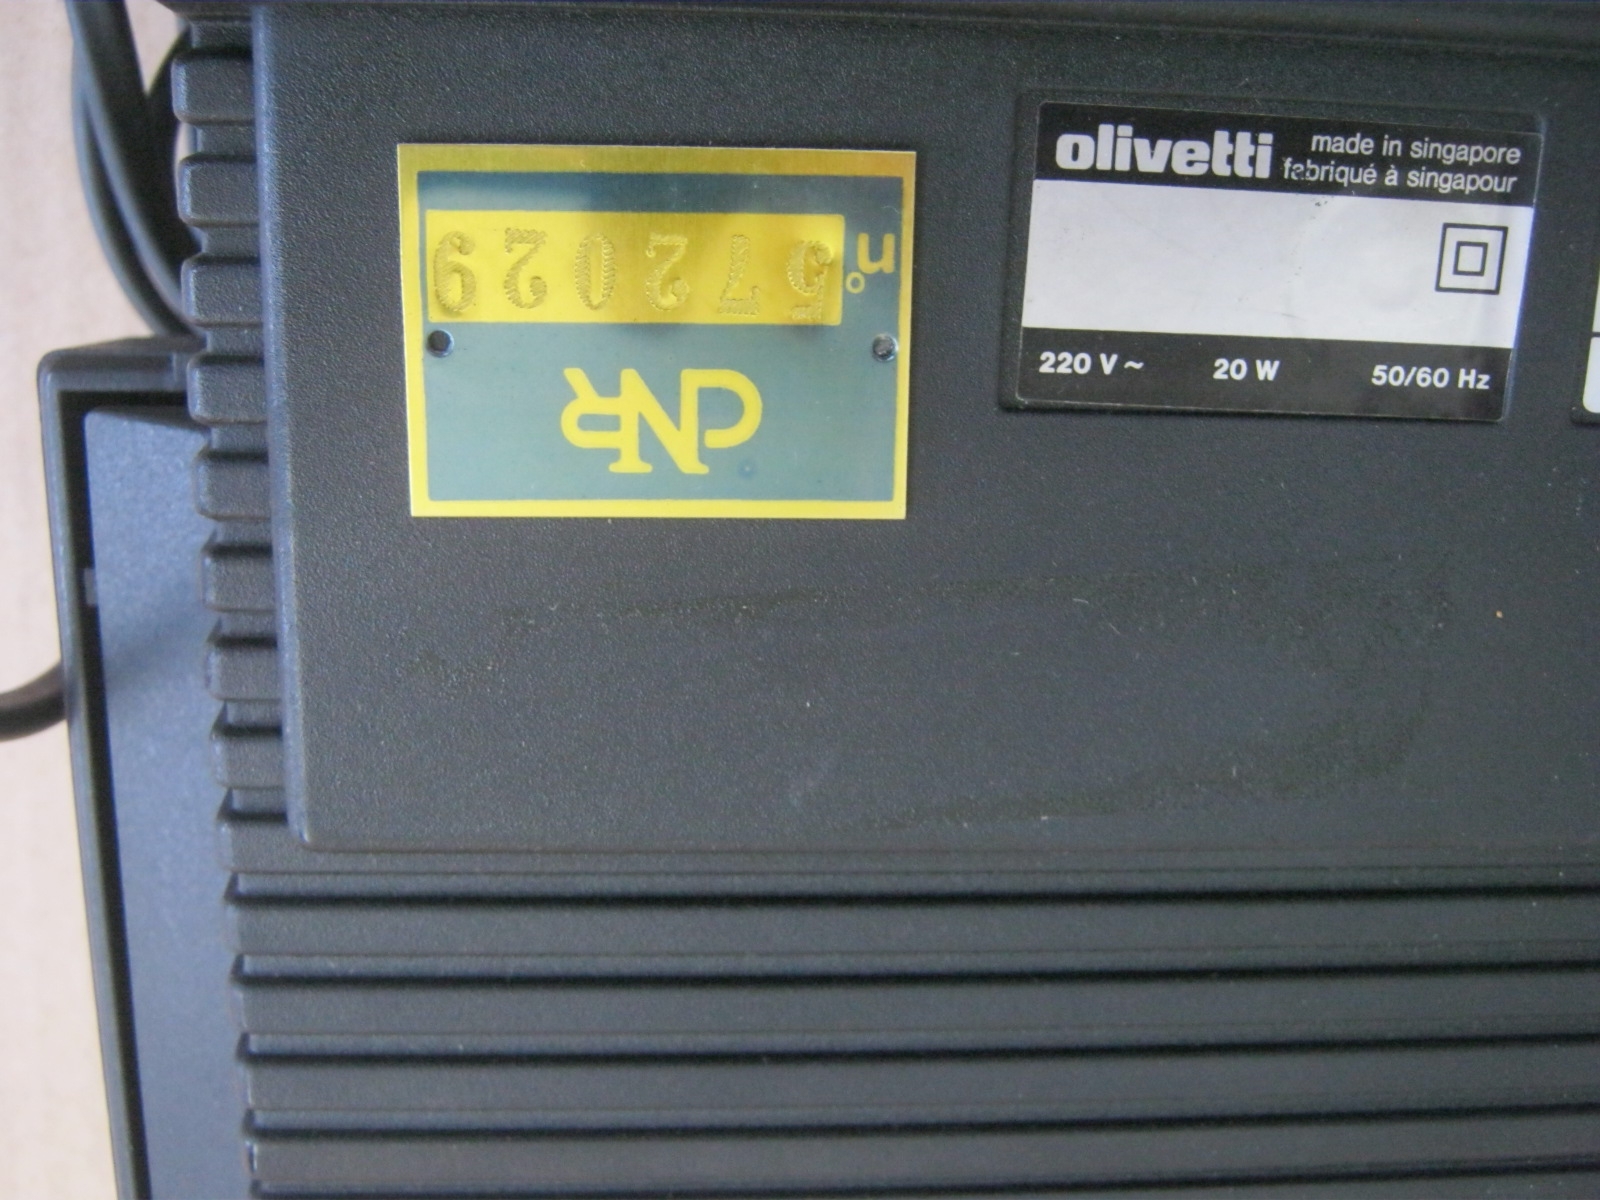 n° 572029
CNR
olivetti
made in singapore
fabriqué à singapour
220 V ~ 20 W 50/60 Hz